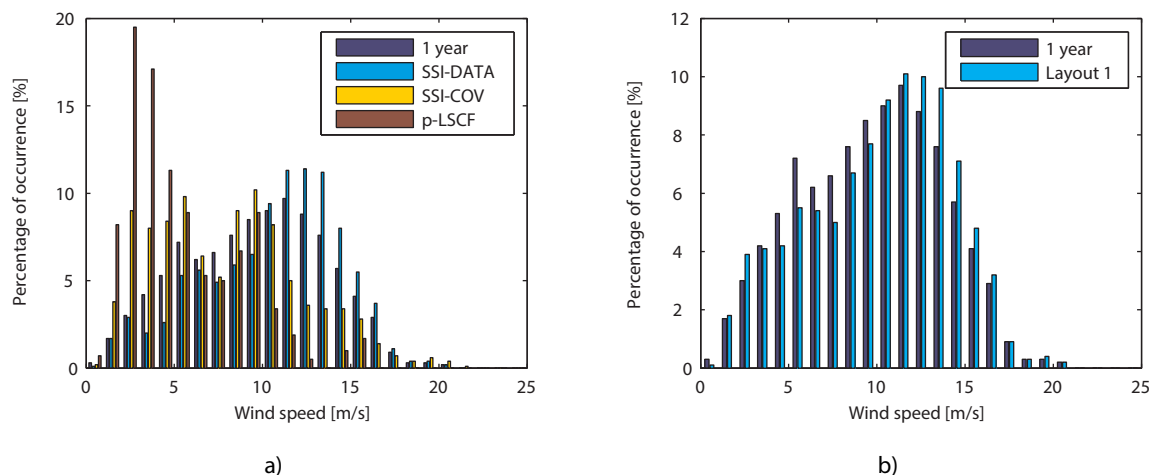 Percentage of occurrence [%]
20
15
10
5
0
1 year
SSI-DATA
SSI-COV
p-LSCF
0 5 10 15 20 25
Wind speed [m/s]
a)
Percentage of occurrence [%]
12
10
8
6
4
2
0
1 year
Layout 1
0 5 10 15 20 25
Wind speed [m/s]
b)